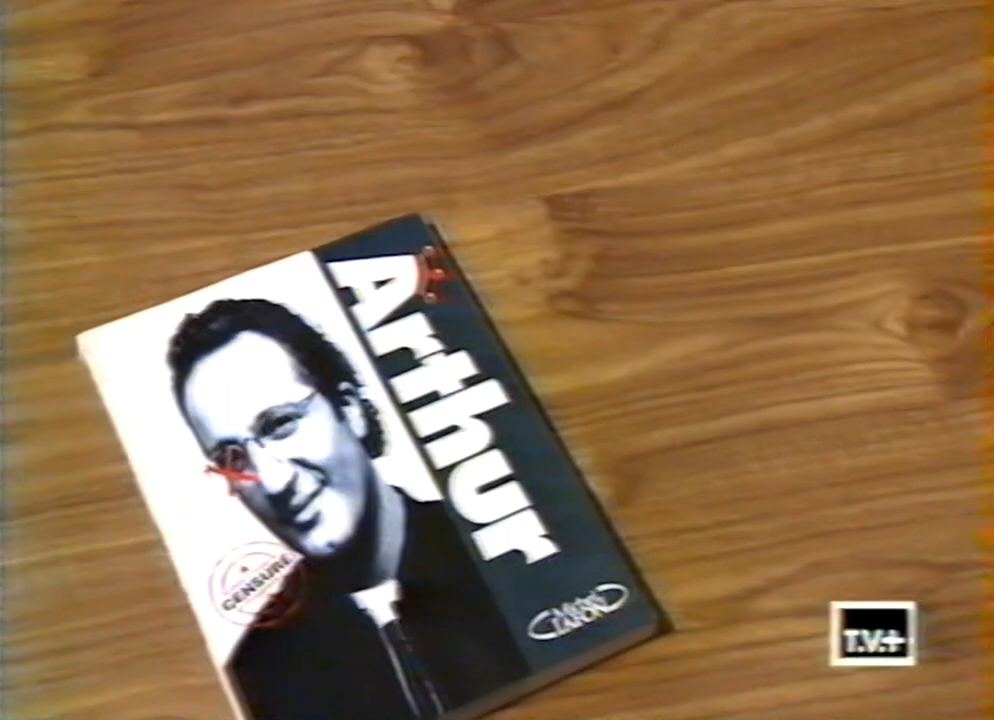 Arthur
CENSURÉ
Michel
LAFON
T.V.+